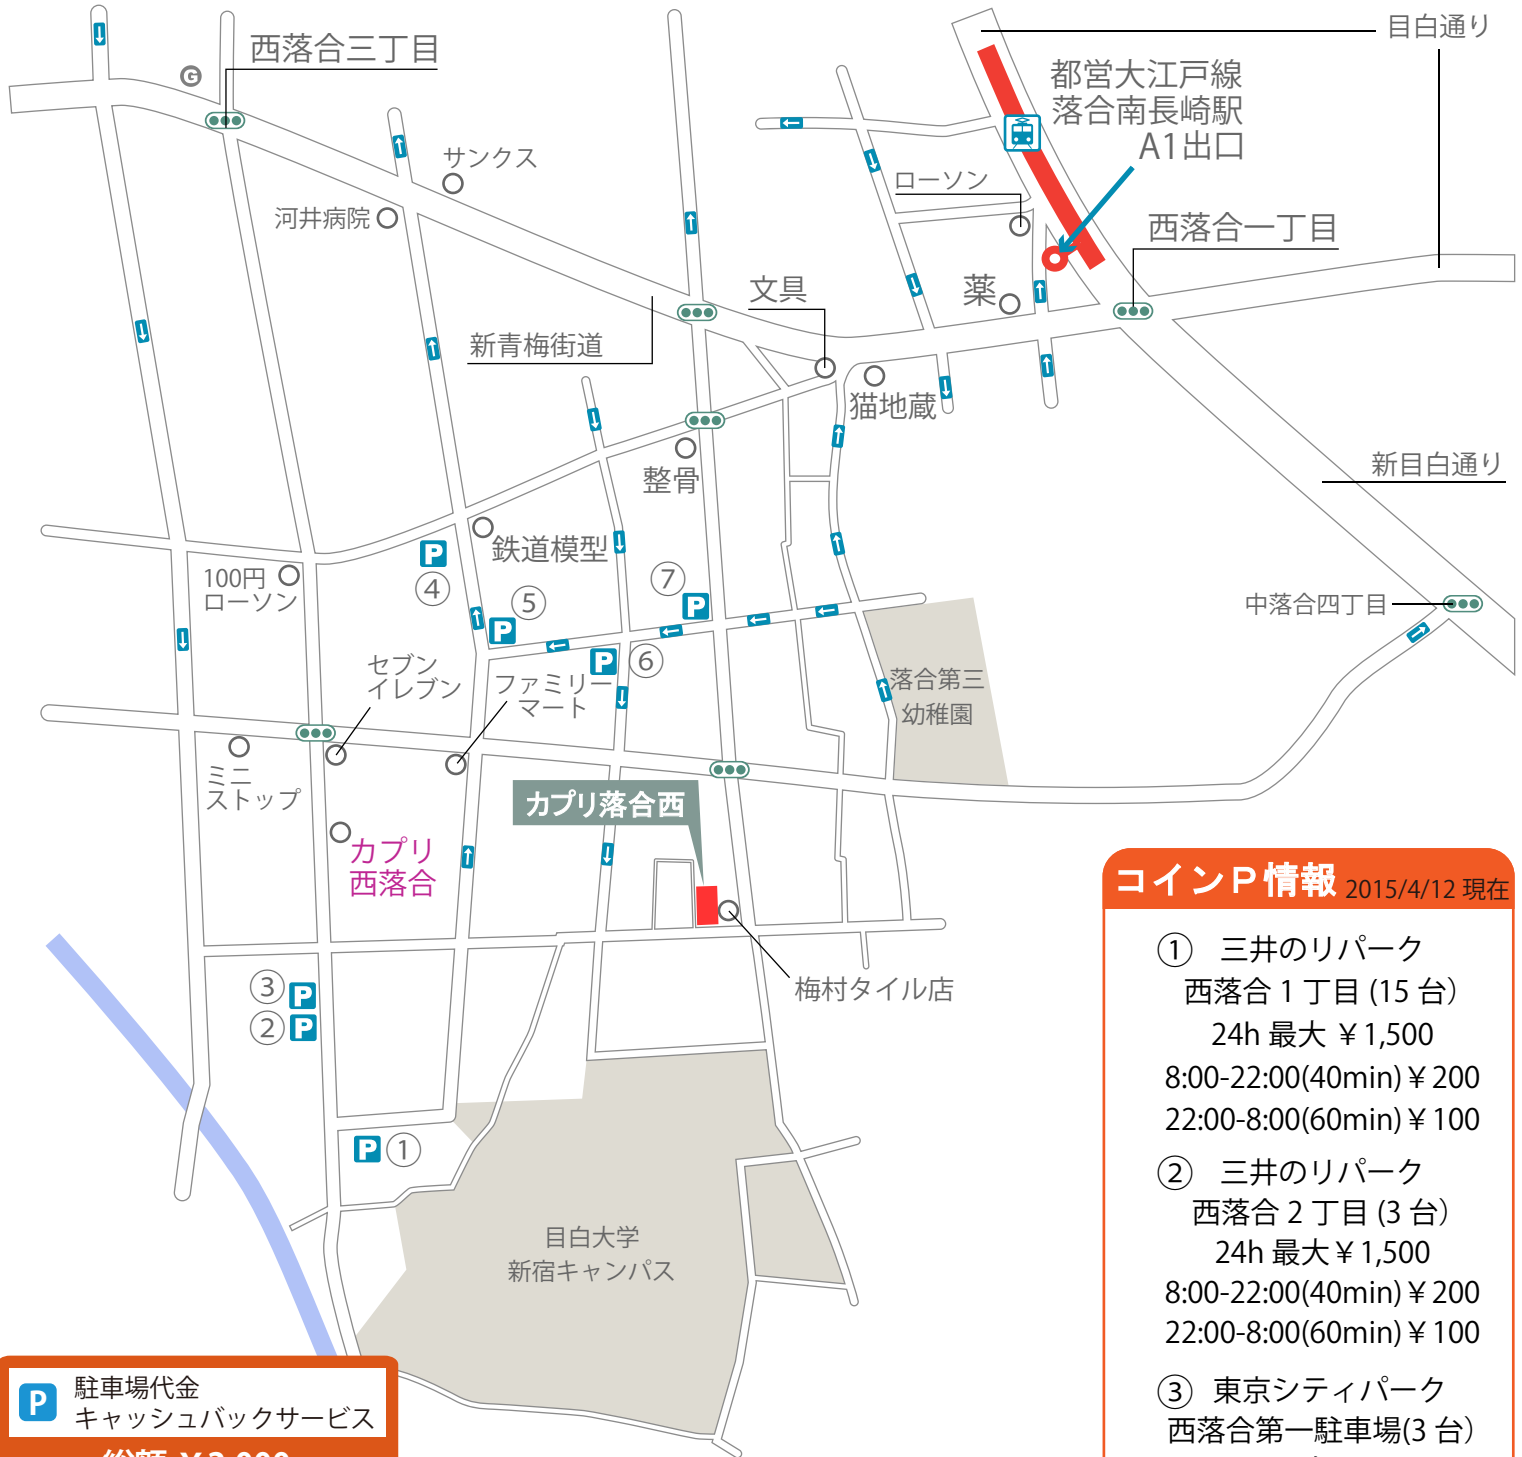 目白通り
西落合三丁目
都営大江戸線
落合南長崎駅
A1出口
G
サンクス
ローソン
河井病院
西落合一丁目
文具
薬
新青梅街道
猫地蔵
整骨
新目白通り
鉄道模型
P
④
100円
ローソン
⑤
P
⑦
P
中落合四丁目
P
⑥
セブン
イレブン
ファミリー
マート
落合第三
幼稚園
ミニ
ストップ
カプリ落合西
カプリ
西落合
梅村タイル店
③ P
② P
P ①
目白大学
新宿キャンパス
コインP情報 2015/4/12 現在
① 三井のリパーク
西落合 1 丁目 (15 台)
24h 最大 ¥1,500
8:00-22:00(40min)¥200
22:00-8:00(60min)¥100
② 三井のリパーク
西落合 2 丁目 (3 台)
24h 最大¥1,500
8:00-22:00(40min)¥200
22:00-8:00(60min)¥100
③ 東京シティパーク
西落合第一駐車場(3 台)
P 駐車場代金
キャッシュバックサービス